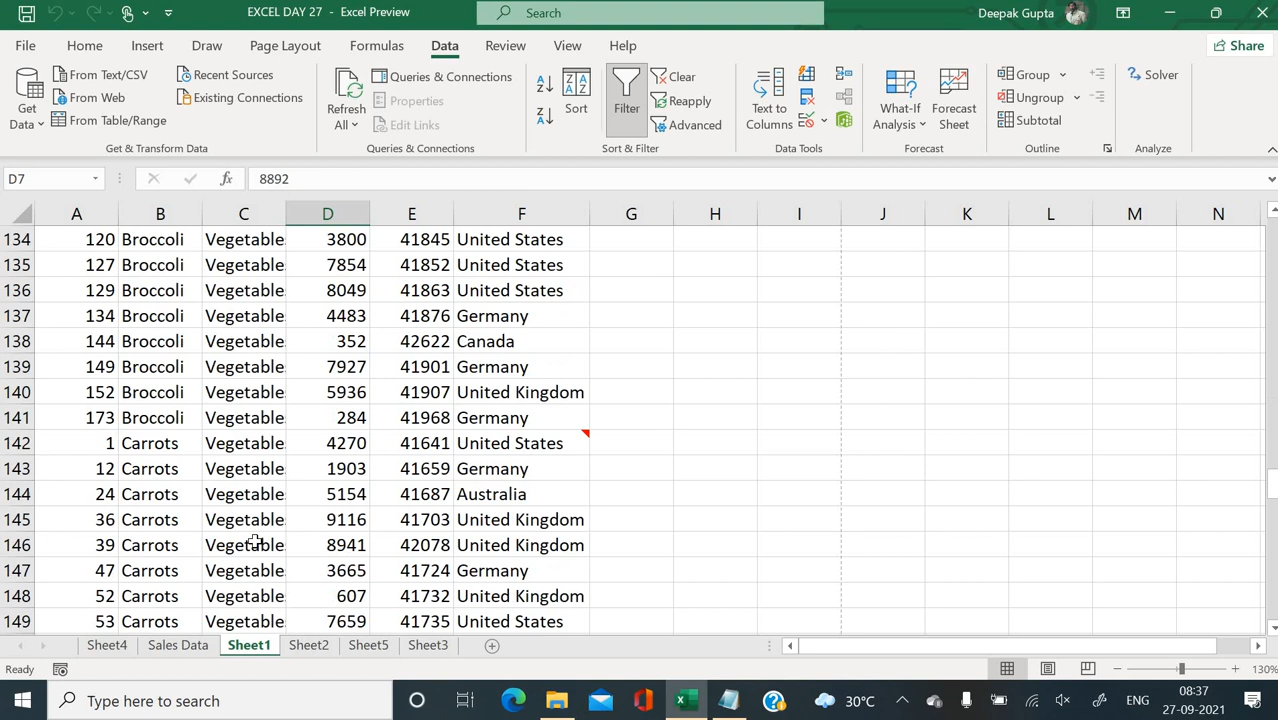 EXCEL DAY 27 - Excel Preview
Search
Deepak Gupta
File Home Insert Draw Page Layout Formulas Data Review View Help
Share
Get Data
From Text/CSV
From Web
From Table/Range
Recent Sources
Existing Connections
Get & Transform Data
Refresh All
Queries & Connections
Properties
Edit Links
Queries & Connections
Sort
Filter
Clear
Reapply
Advanced
Sort & Filter
Text to Columns
Data Tools
What-If Analysis
Forecast Sheet
Forecast
Group
Ungroup
Subtotal
Outline
Solver
Analyze
D7 fx 8892
A B C D E F G H I J K L M N
134 120 Broccoli Vegetable 3800 41845 United States
135 127 Broccoli Vegetable 7854 41852 United States
136 129 Broccoli Vegetable 8049 41863 United States
137 134 Broccoli Vegetable 4483 41876 Germany
138 144 Broccoli Vegetable 352 42622 Canada
139 149 Broccoli Vegetable 7927 41901 Germany
140 152 Broccoli Vegetable 5936 41907 United Kingdom
141 173 Broccoli Vegetable 284 41968 Germany
142 1 Carrots Vegetable 4270 41641 United States
143 12 Carrots Vegetable 1903 41659 Germany
144 24 Carrots Vegetable 5154 41687 Australia
145 36 Carrots Vegetable 9116 41703 United Kingdom
146 39 Carrots Vegetable 8941 42078 United Kingdom
147 47 Carrots Vegetable 3665 41724 Germany
148 52 Carrots Vegetable 607 41732 United Kingdom
149 53 Carrots Vegetable 7659 41735 United States
Sheet4 Sales Data Sheet1 Sheet2 Sheet5 Sheet3
Ready
130%
Type here to search
30°C
ENG
08:37
27-09-2021